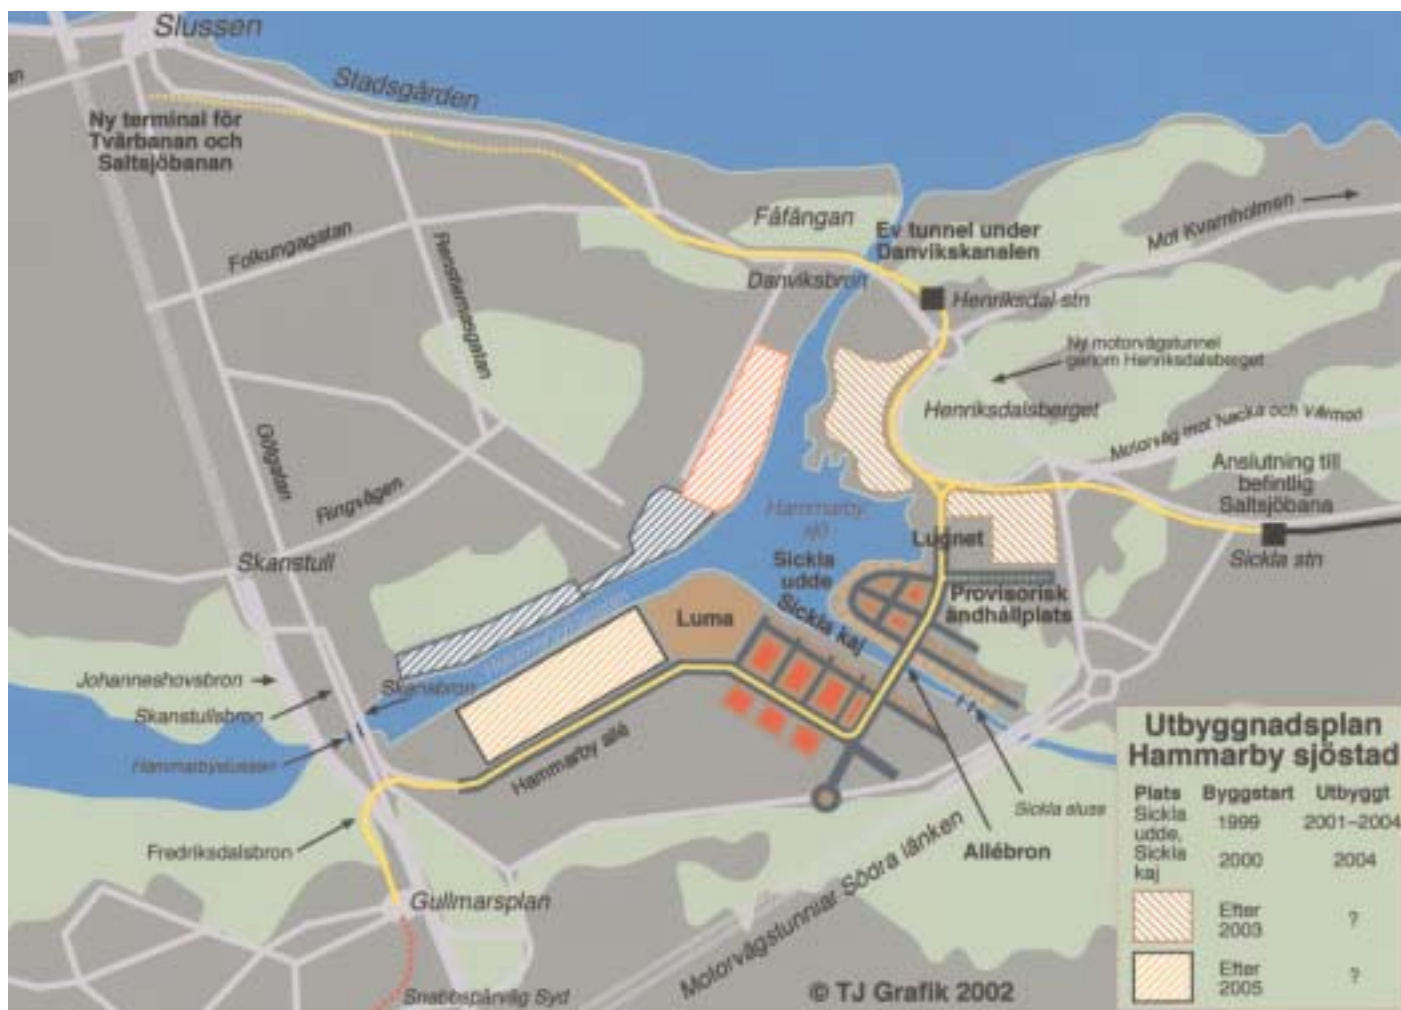 Slussen
Stadsgården
Ny terminal för
Tvärbanan och
Saltsjöbanan
Folkungagatan
Renstiernasgatan
Fåfängan
Ev tunnel under
Danvikskanalen
Mot Kvarnholmen
Danviksbron
Henriksdal stn
Ny motorvägstunnel
genom Henriksdalsberget
Henriksdalsberget
Motorväg mot Nacka och Värmdö
Götgatan
Ringvägen
Anslutning till
befintlig
Saltsjöbana
Hammarby
sjö
Lugnet
Sickla stn
Skanstull
Sickla
udde
Sickla kaj
Provisorisk
ändhållplats
Luma
Johanneshovsbron
Skansbron
Skanstullsbron
Hammarbyslussen
Hammarby allé
Sickla sluss
Allébron
Fredriksdalsbron
Gullmarsplan
Motorvägstunnlar Södra länken
Snabbspårväg Syd
© TJ Grafik 2002
Utbyggnadsplan
Hammarby sjöstad
Plats Byggstart Utbyggt
Sickla
udde, 1999 2001–2004
Sickla
kaj 2000 2004
Efter
2003 ?
Efter
2005 ?